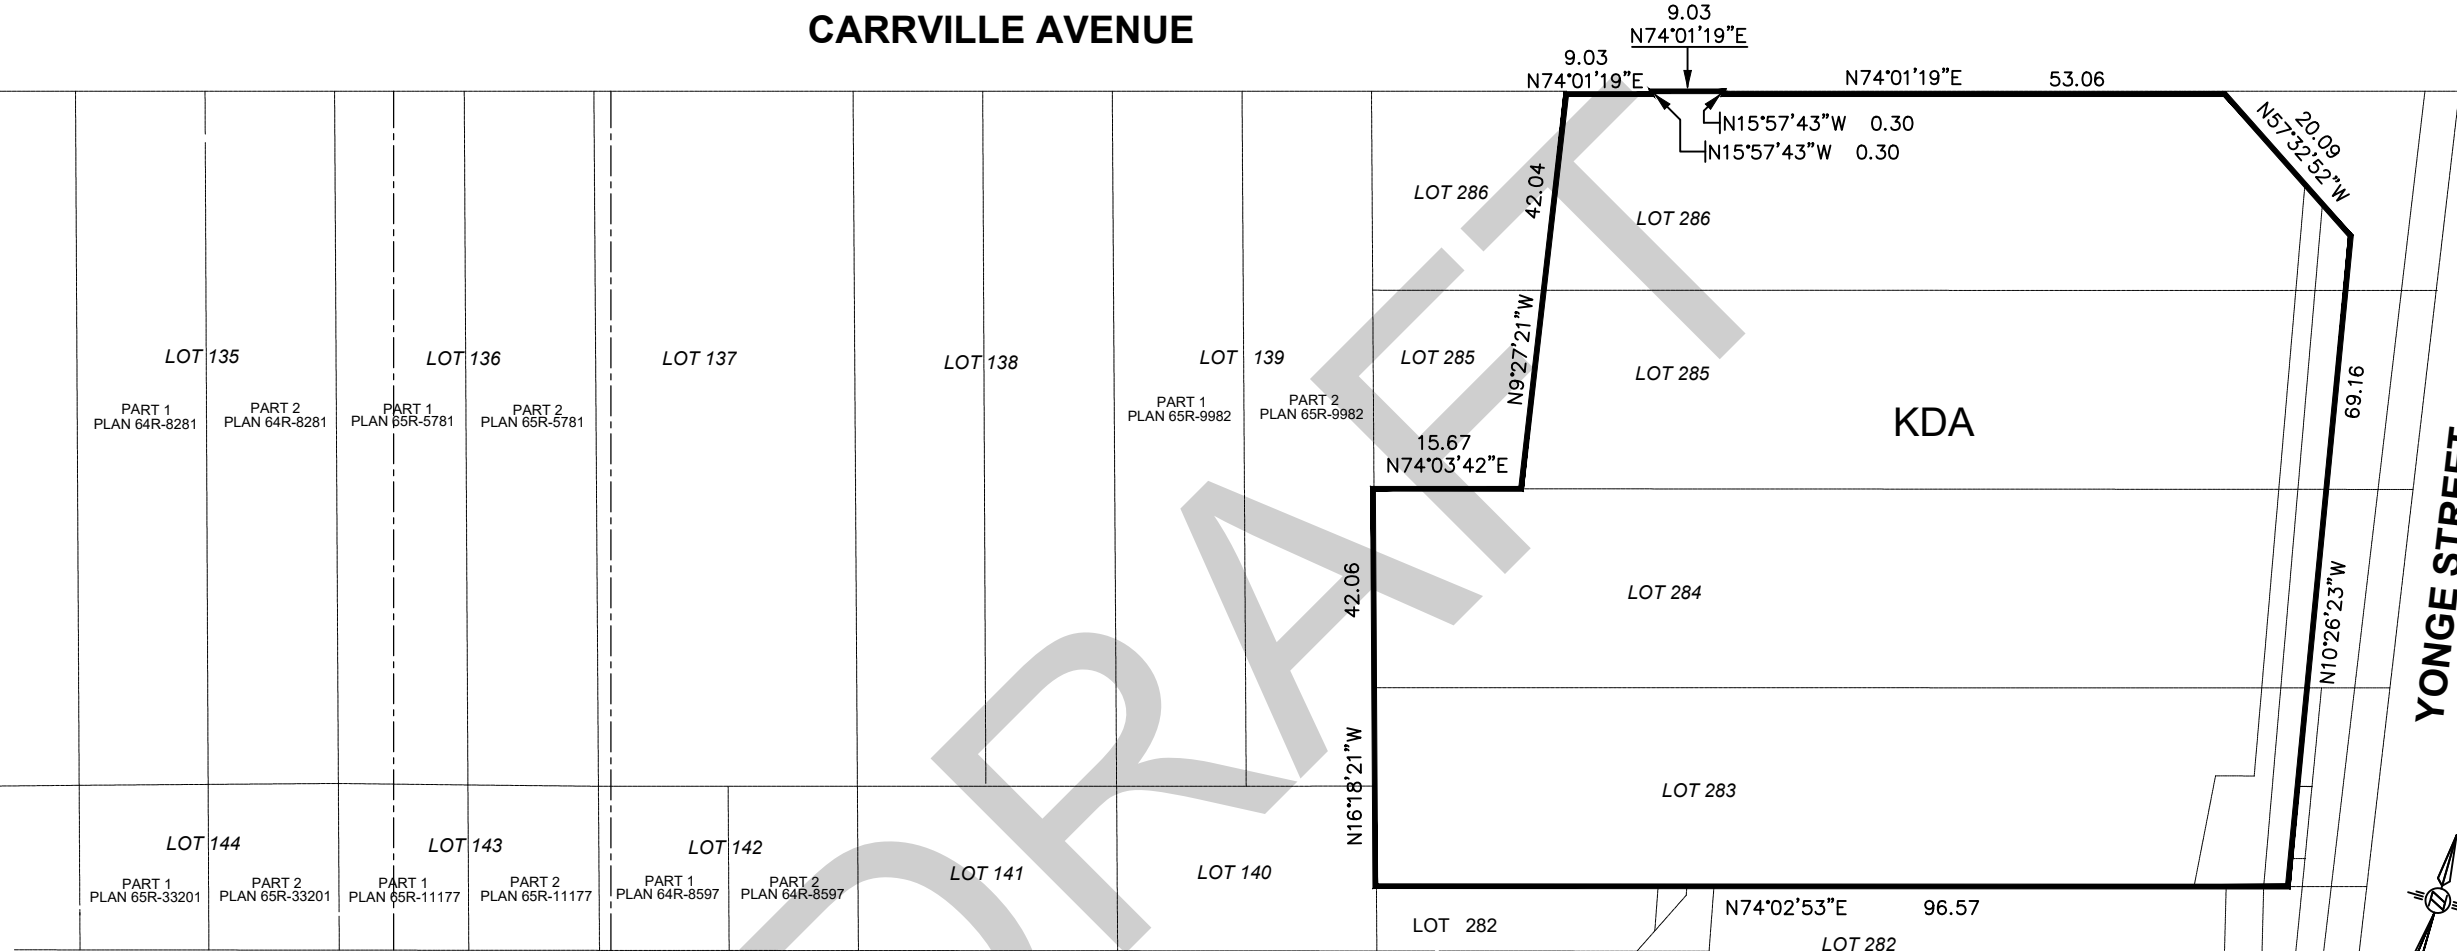 CARRVILLE AVENUE
9.03
N74°01'19"E
9.03
N74°01'19"E
N74°01'19"E 53.06
N15°57'43"W 0.30
N15°57'43"W 0.30
20.09
N57°32'52"W
42.04
N9°27'21"W
LOT 286
LOT 286
LOT 285
LOT 285
KDA
69.16
N10°26'23"W
YONGE STREET
15.67
N74°03'42"E
42.06
N16°18'21"W
LOT 284
LOT 283
N74°02'53"E 96.57
LOT 282
LOT 282
LOT 135
PART 1
PLAN 64R-8281
PART 2
PLAN 64R-8281
LOT 136
PART 1
PLAN 65R-5781
PART 2
PLAN 65R-5781
LOT 137
LOT 138
LOT 139
PART 1
PLAN 65R-9982
PART 2
PLAN 65R-9982
LOT 144
PART 1
PLAN 65R-33201
PART 2
PLAN 65R-33201
LOT 143
PART 1
PLAN 65R-11177
PART 2
PLAN 65R-11177
LOT 142
PART 1
PLAN 64R-8597
PART 2
PLAN 64R-8597
LOT 141
LOT 140
DRAFT